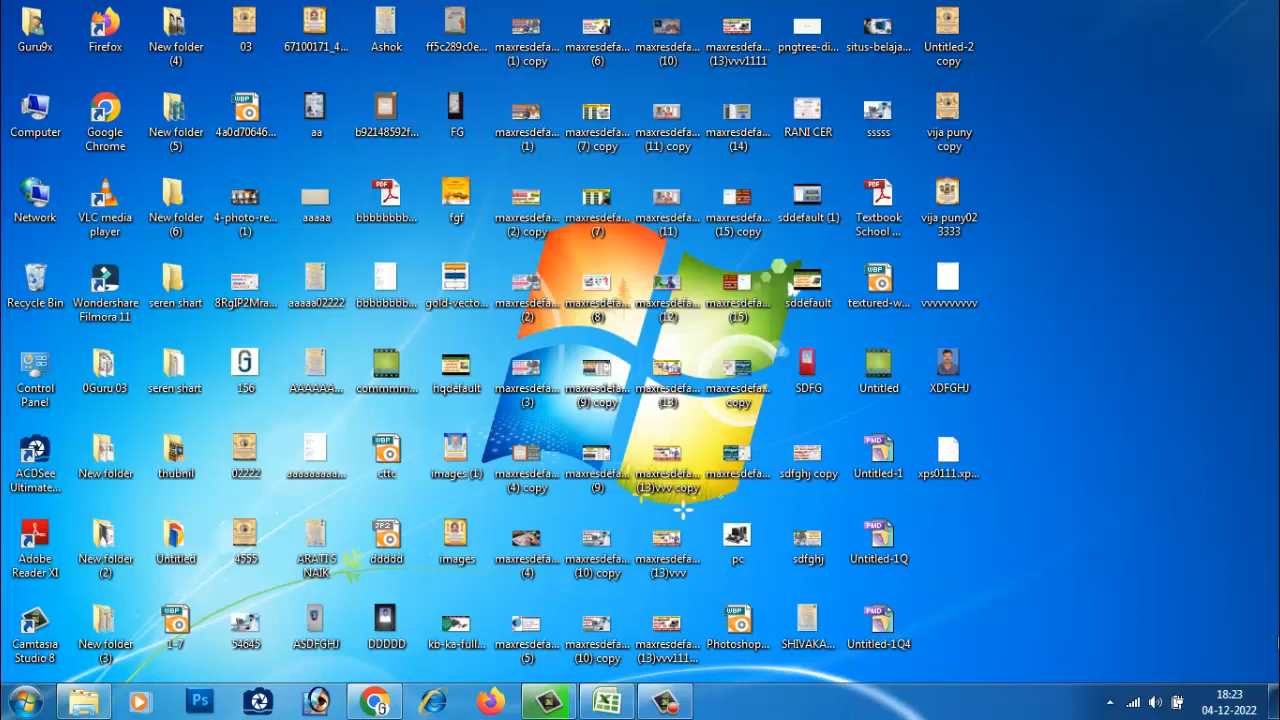 Guru9x
Firefox
New folder
(4)
03
67100171_4...
Ashok
ff5c289c0e...
maxresdefa...
(1) copy
maxresdefa...
(6)
maxresdefa...
(10)
maxresdefa...
(13)vvv1111
pngtree-di...
situs-belaja...
Untitled-2
copy
Computer
Google
Chrome
New folder
(5)
4a0d70646...
aa
b92148592f...
FG
maxresdefa...
(1)
maxresdefa...
(7) copy
maxresdefa...
(11) copy
maxresdefa...
(14)
RANI CER
sssss
vija puny
copy
Network
VLC media
player
New folder
(6)
4-photo-re...
(1)
aaaaa
bbbbbbbb...
fgf
maxresdefa...
(2) copy
maxresdefa...
(7)
maxresdefa...
(11)
maxresdefa...
(15) copy
sddefault (1)
Textbook
School ...
vija puny02
3333
Recycle Bin
Wondershare
Filmora 11
seren shart
8RgIP2Mra...
aaaaa02222
bbbbbbbb...
gold-vecto...
maxresdefa...
(2)
maxresdefa...
(8)
maxresdefa...
(12)
maxresdefa...
(15)
sddefault
textured-w...
vvvvvvvvvv
Control
Panel
0Guru 03
seren shart
156
AAAAAA...
commmm...
hqdefault
maxresdefa...
(3)
maxresdefa...
(9) copy
maxresdefa...
(13)
maxresdefa...
copy
SDFG
Untitled
XDFGHJ
ACDSee
Ultimate...
New folder
thubnil
02222
aaaaaaaaa...
cttc
images (1)
maxresdefa...
(4) copy
maxresdefa...
(9)
maxresdefa...
(13)vvv copy
maxresdefa...
sdfghj copy
Untitled-1
xps0111.xp...
Adobe
Reader XI
New folder
(2)
Untitled
4555
ARATI S
NAIK
ddddd
images
maxresdefa...
(4)
maxresdefa...
(10) copy
maxresdefa...
(13)vvv
pc
sdfghj
Untitled-1Q
Camtasia
Studio 8
New folder
(3)
1-7
54645
ASDFGHJ
DDDDD
kb-ka-full...
maxresdefa...
(5)
maxresdefa...
(10) copy
maxresdefa...
(13)vvv111...
Photoshop...
SHIVAKA...
Untitled-1Q4
Ps
18:23
04-12-2022